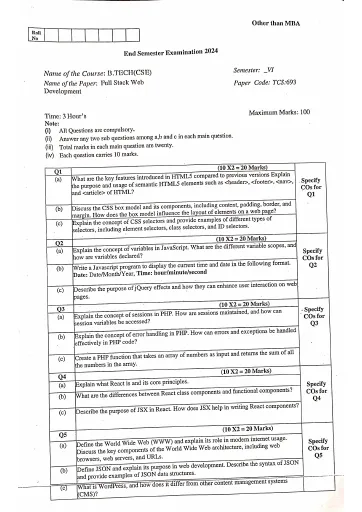 Other than MBA
Roll No
End Semester Examination 2024
Name of the Course: B.TECH(CSE)
Semester: _VI
Name of the Paper: Full Stack Web Development
Paper Code: TCS:693
Time: 3 Hour's
Maximum Marks: 100
Note:
(i) All Questions are compulsory.
(ii) Answer any two sub questions among a,b and c in each main question.
(iii) Total marks in each main question are twenty.
(iv) Each question carries 10 marks.
Q1 (10 X2 = 20 Marks)
(a) What are the key features introduced in HTML5 compared to previous versions Explain
the purpose and usage of semantic HTML5 elements such as <header>, <footer>, <nav>,
and <article> of HTML?
Specify
COs for
Q1
(b) Discuss the CSS box model and its components, including content, padding, border, and
margin. How does the box model influence the layout of elements on a web page?
(c) Explain the concept of CSS selectors and provide examples of different types of
selectors, including element selectors, class selectors, and ID selectors.
Q2 (10 X2 = 20 Marks)
(a) Explain the concept of variables in JavaScript. What are the different variable scopes, and
how are variables declared?
Specify
COs for
Q2
(b) Write a Javascript program to display the current time and date in the following format.
Date: Date/Month/Year, Time: hour/minute/second
(c) Describe the purpose of jQuery effects and how they can enhance user interaction on web
pages.
Q3 (10 X2 = 20 Marks)
(a) Explain the concept of sessions in PHP. How are sessions maintained, and how can
session variables be accessed?
Specify
COs for
Q3
(b) Explain the concept of error handling in PHP. How can errors and exceptions be handled
effectively in PHP code?
(c) Create a PHP function that takes an array of numbers as input and returns the sum of all
the numbers in the array.
Q4 (10 X2 = 20 Marks)
(a) Explain what React is and its core principles.
Specify
COs for
Q4
(b) What are the differences between React class components and functional components?
(c) Describe the purpose of JSX in React. How does JSX help in writing React components?
Q5 (10 X2 = 20 Marks)
(a) Define the World Wide Web (WWW) and explain its role in modern internet usage.
Discuss the key components of the World Wide Web architecture, including web
browsers, web servers, and URLs.
Specify
COs for
Q5
(b) Define JSON and explain its purpose in web development. Describe the syntax of JSON
and provide examples of JSON data structures.
(c) What is WordPress, and how does it differ from other content management systems
(CMS)?